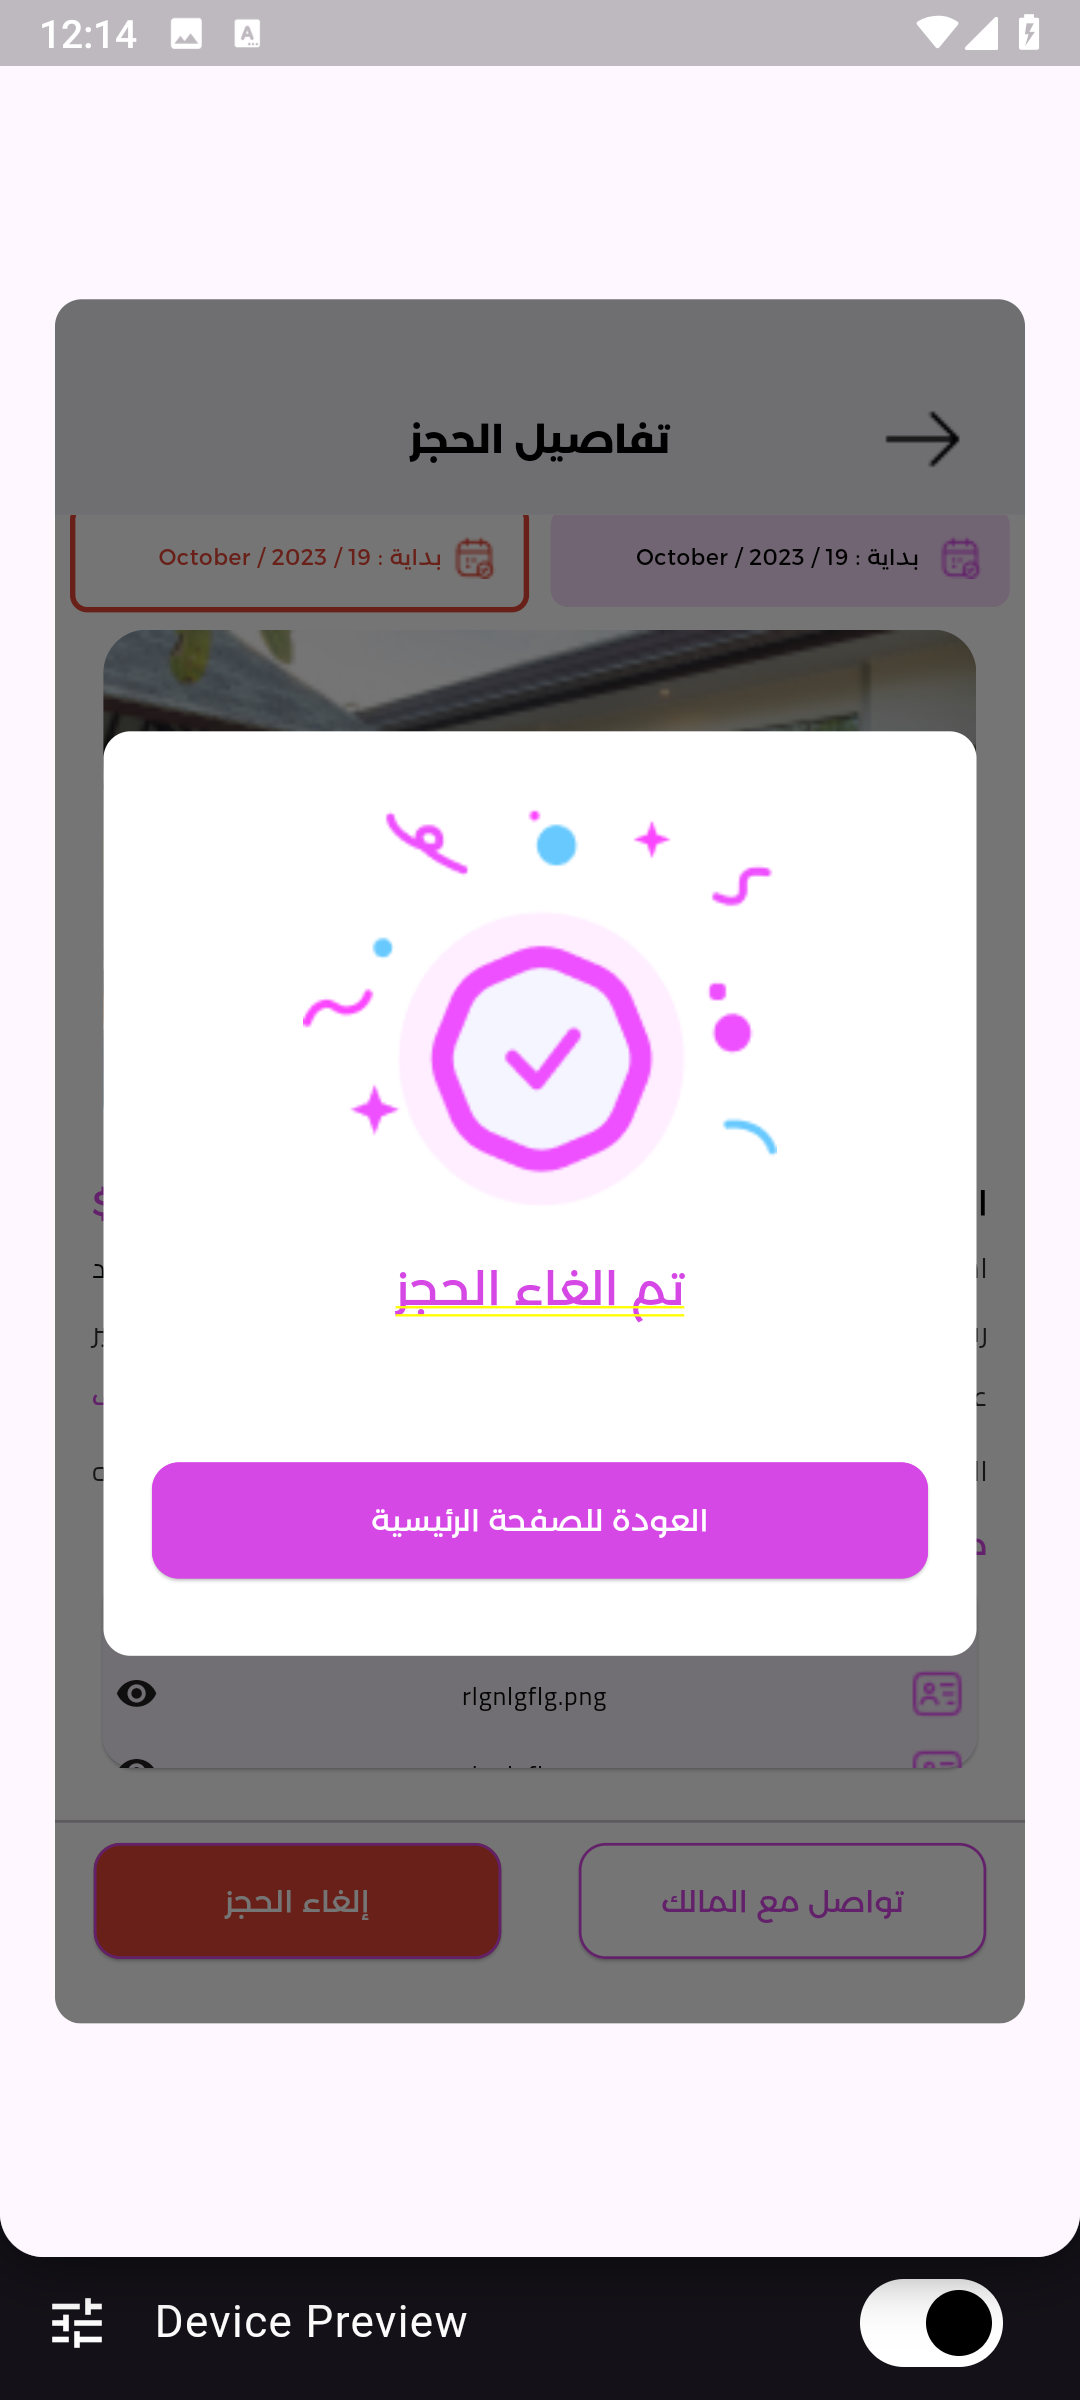 12:14
تفاصيل الحجز
بداية : 19 / October / 2023
بداية : 19 / October / 2023
تم الغاء الحجز
العودة للصفحة الرئيسية
rlgnlgflg.png
تواصل مع المالك
إلغاء الحجز
Device Preview